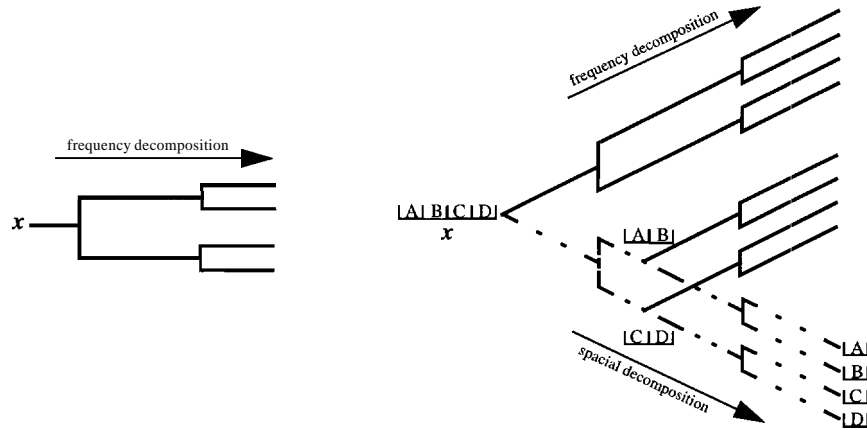 frequency decomposition
x
frequency decomposition
A B C D
x
A B
C D
spacial decomposition
A
B
C
D